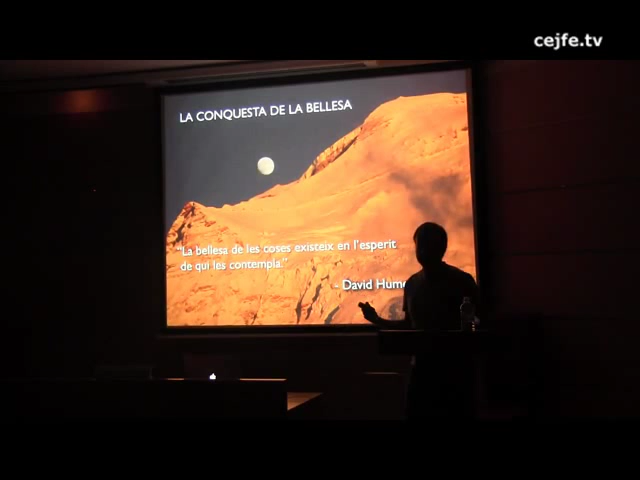 cejfe.tv
LA CONQUESTA DE LA BELLESA
"La bellesa de les coses existeix en l'esperit
de qui les contempla."
- David Hume